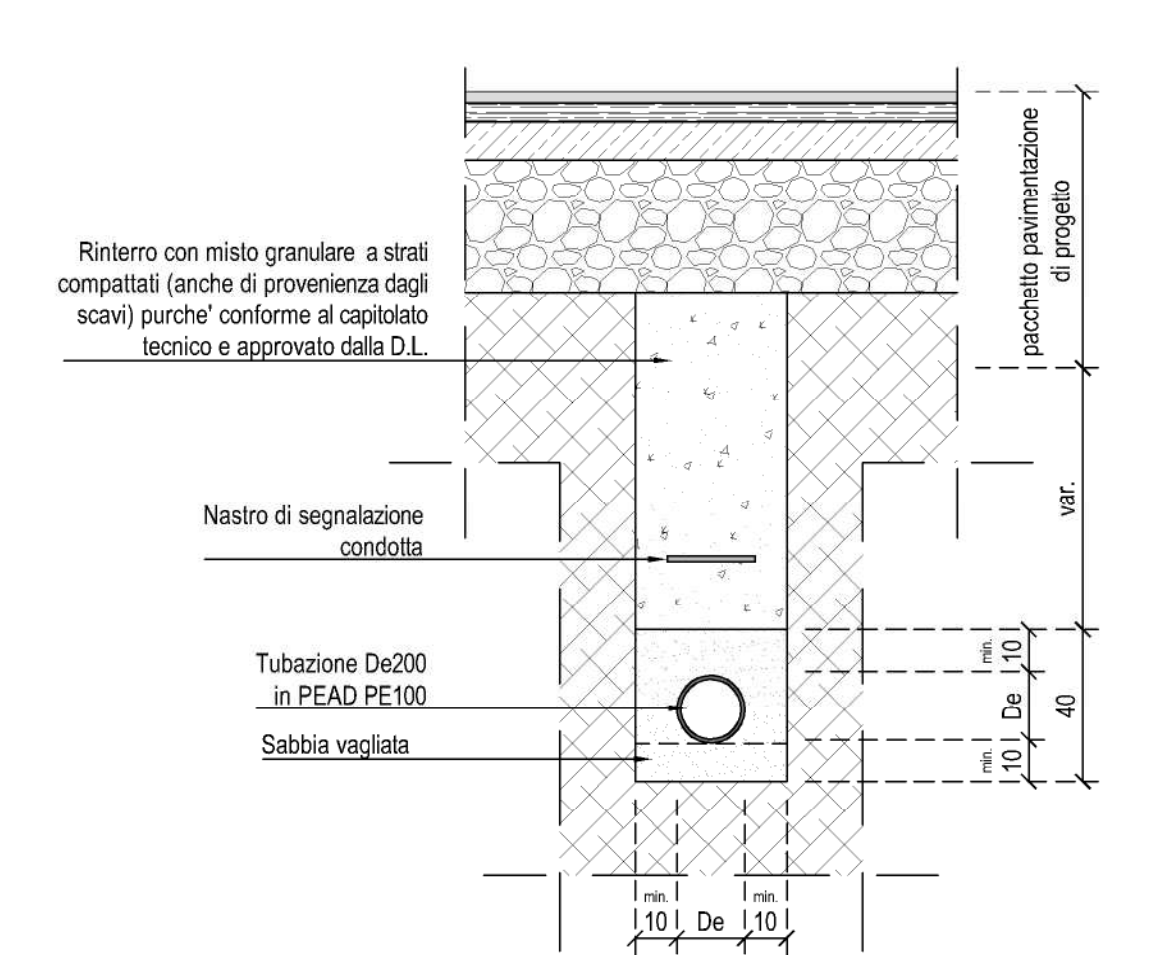 pacchetto pavimentazione
di progetto
Rinterro con misto granulare a strati
compattati (anche di provenienza dagli
scavi) purche' conforme al capitolato
tecnico e approvato dalla D.L.
var.
Nastro di segnalazione
condotta
Tubazione De200
in PEAD PE100
Sabbia vagliata
min.
10
De
min.
10
40
min.
10
De
min.
10